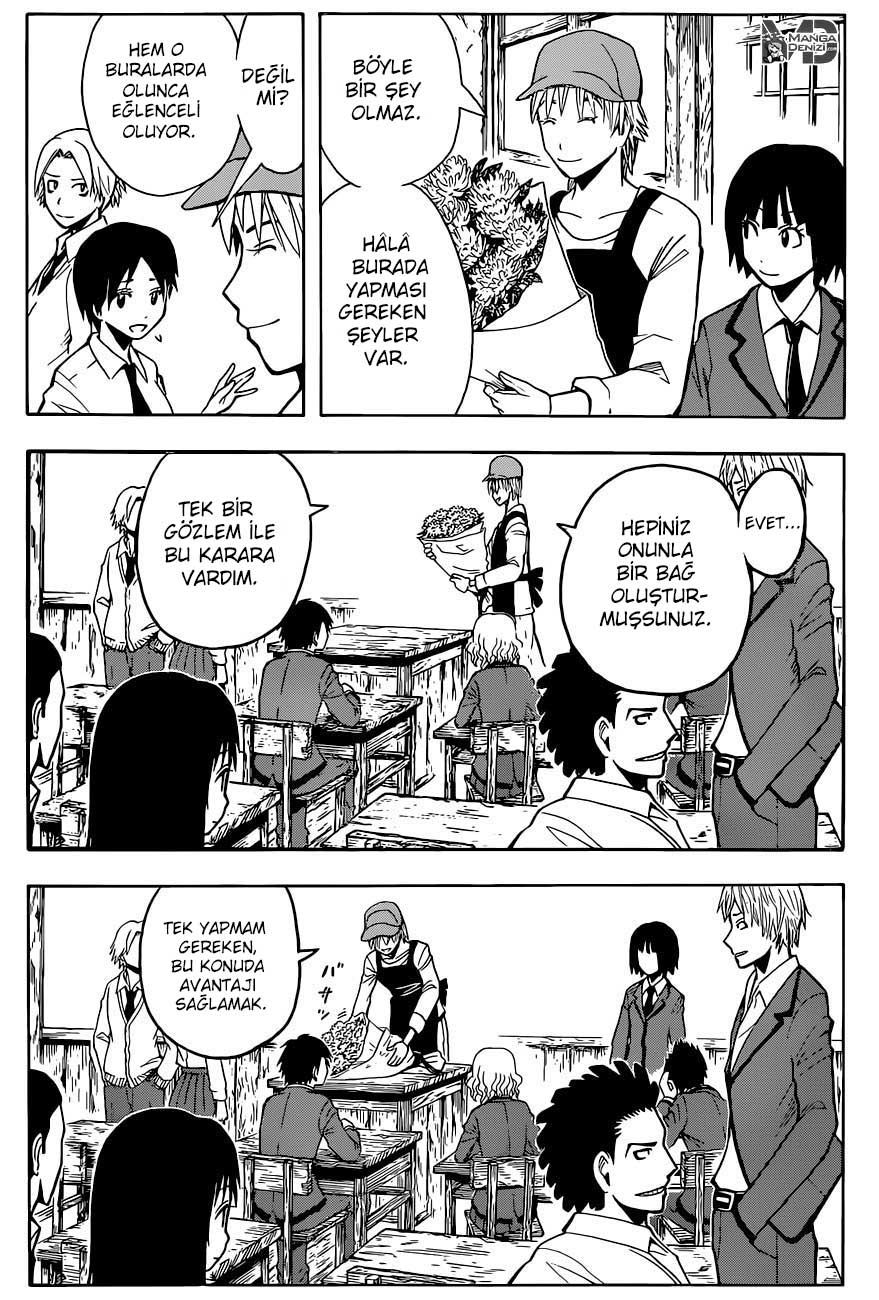 MANGA
DENİZİ.com
BÖYLE
BİR ŞEY
OLMAZ.
HÂLÂ
BURADA
YAPMASI
GEREKEN
ŞEYLER
VAR.
DEĞİL
Mİ?
HEM O
BURALARDA
OLUNCA
EĞLENCELİ
OLUYOR.
EVET...
HEPİNİZ
ONUNLA
BİR BAĞ
OLUŞTUR-
MUŞSUNUZ.
TEK BİR
GÖZLEM İLE
BU KARARA
VARDIM.
バサッ
TEK YAPMAM
GEREKEN,
BU KONUDA
AVANTAJI
SAĞLAMAK.